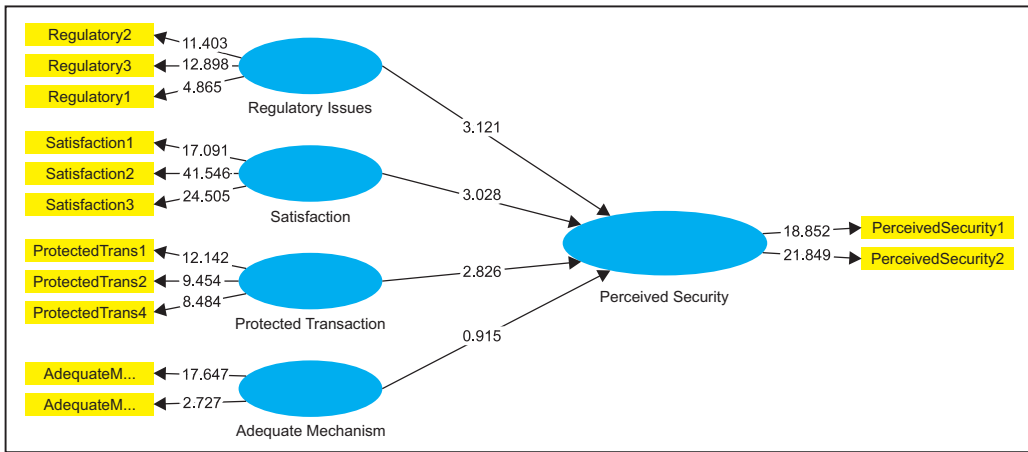 Regulatory2
11.403
Regulatory3
12.898
Regulatory1
4.865
Regulatory Issues
3.121
Satisfaction1
17.091
Satisfaction2
41.546
Satisfaction3
24.505
Satisfaction
3.028
ProtectedTrans1
12.142
ProtectedTrans2
9.454
ProtectedTrans4
8.484
Protected Transaction
2.826
AdequateM...
17.647
AdequateM...
2.727
Adequate Mechanism
0.915
Perceived Security
18.852
PerceivedSecurity1
21.849
PerceivedSecurity2